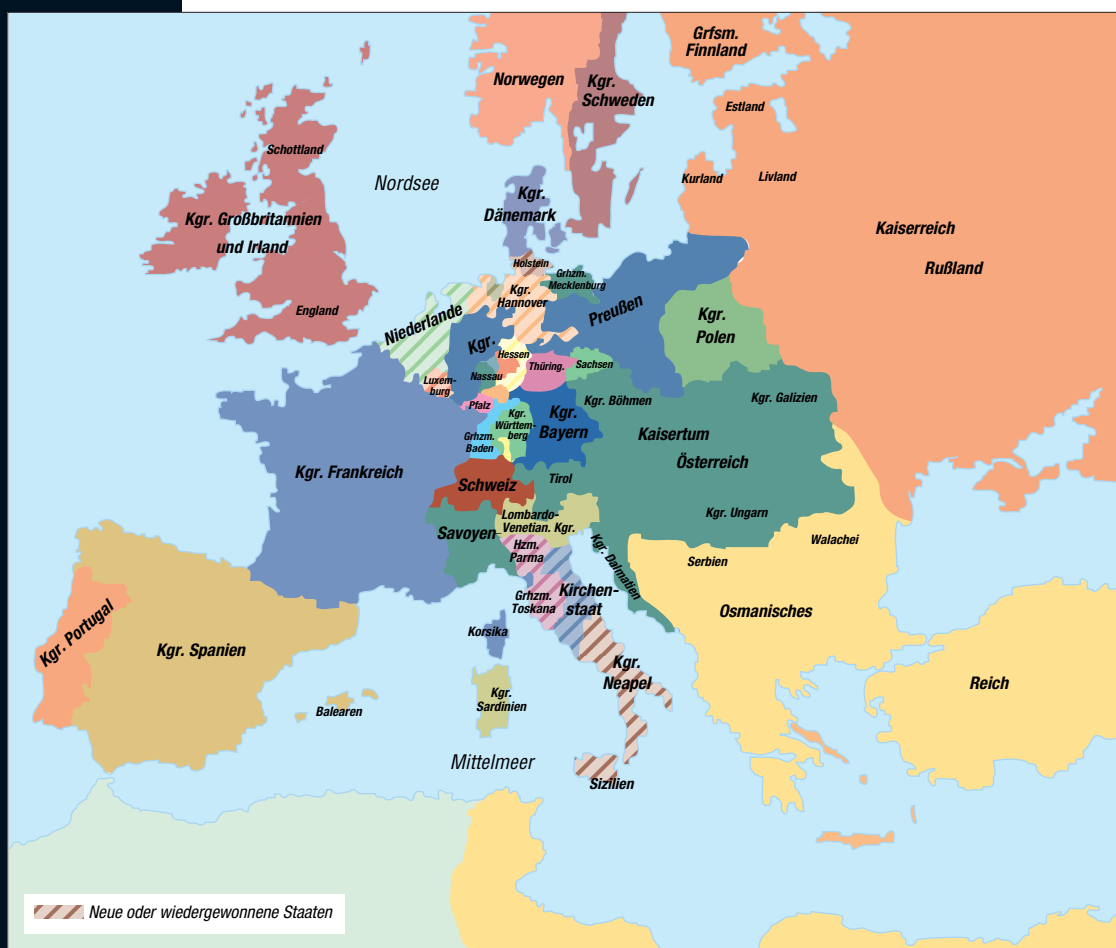 Norwegen
Grfsm.
Finnland
Kgr.
Schweden
Estland
Schottland
Nordsee
Kurland
Livland
Kgr.
Dänemark
Kgr. Großbritannien
und Irland
Kaiserreich
Rußland
Holstein
Grhzm.
Mecklenburg
Kgr.
Hannover
England
Niederlande
Preußen
Kgr.
Polen
Kgr.
Hessen
Thüring.
Sachsen
Nassau
Luxem-
burg
Pfalz
Kgr. Böhmen
Kgr. Galizien
Kgr.
Württem-
berg
Kgr.
Bayern
Grhzm.
Baden
Kaisertum
Österreich
Kgr. Frankreich
Schweiz
Tirol
Kgr. Ungarn
Lombardo-
Venetian. Kgr.
Savoyen
Walachei
Hzm.
Parma
Kgr. Dalmatien
Serbien
Grhzm.
Toskana
Kirchen-
staat
Osmanisches
Kgr. Portugal
Kgr. Spanien
Korsika
Kgr.
Neapel
Reich
Kgr.
Sardinien
Balearen
Mittelmeer
Sizilien
Neue oder wiedergewonnene Staaten